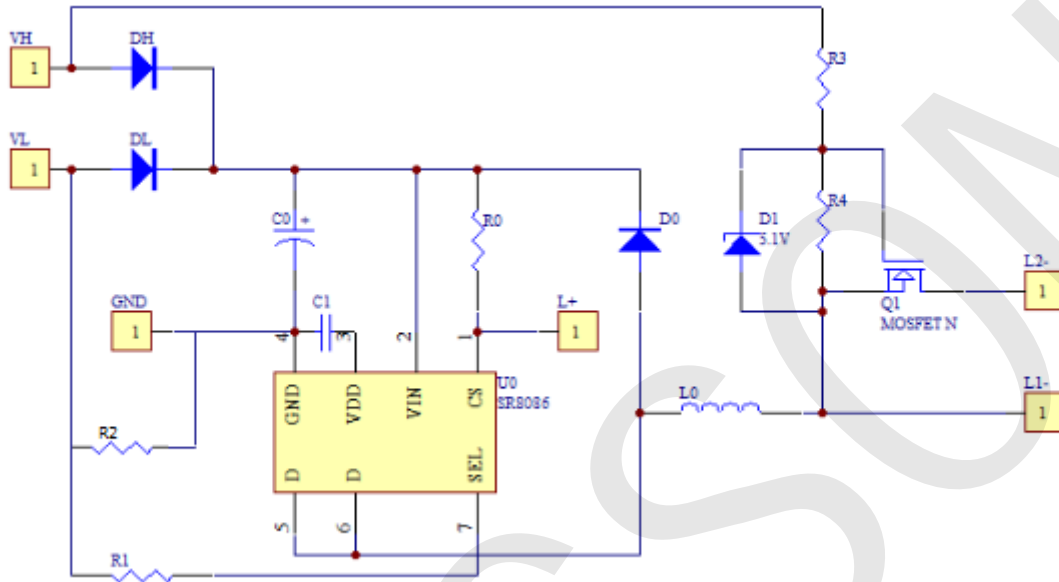 VH
1
DH
VL
1
DL
R3
C0
+
R0
D0
D1
5.1V
R4
L2-
1
Q1
MOSFET N
GND
1
C1
L+
1
4
3
2
1
U0
SR8086
GND
VDD
VIN
CS
L0
L1-
1
R2
D
D
SEL
5
6
7
R1